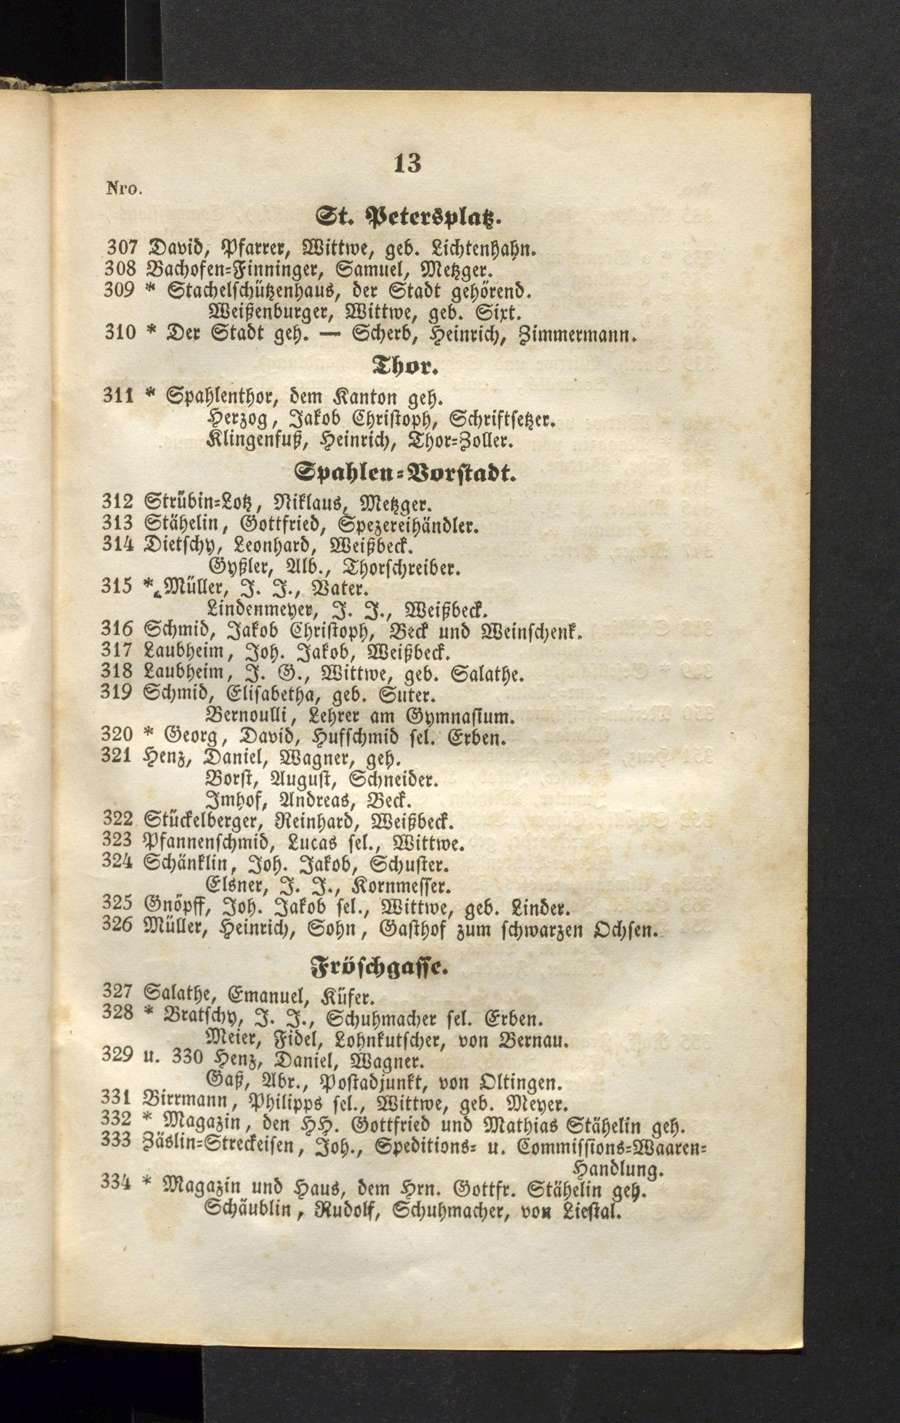 13
Nro.
St. Petersplatz.
307 David, Pfarrer, Wittwe, geb. Lichtenhahn.
308 Bachofen=Finninger, Samuel, Metzger.
309 * Stachelschützenhaus, der Stadt gehörend.
Weißenburger, Wittwe, geb. Sixt.
310 * Der Stadt geh. — Scherb, Heinrich, Zimmermann.
Thor.
311 * Spahlenthor, dem Kanton geh.
Herzog, Jakob Christoph, Schriftsetzer.
Klingenfuß, Heinrich, Thor=Zoller.
Spahlen=Vorstadt.
312 Strübin=Lotz, Niklaus, Metzger.
313 Stähelin, Gottfried, Spezereihändler.
314 Dietschy, Leonhard, Weißbeck.
Gyßler, Alb., Thorschreiber.
315 * Müller, J. J., Vater.
Lindenmeyer, J. J., Weißbeck.
316 Schmid, Jakob Christoph, Beck und Weinschenk.
317 Laubheim, Joh. Jakob, Weißbeck.
318 Laubheim, J. G., Wittwe, geb. Salathe.
319 Schmid, Elisabetha, geb. Suter.
Bernoulli, Lehrer am Gymnasium.
320 * Georg, David, Hufschmid sel. Erben.
321 Henz, Daniel, Wagner, geh.
Borst, August, Schneider.
Imhof, Andreas, Beck.
322 Stückelberger, Reinhard, Weißbeck.
323 Pfannenschmid, Lucas sel., Wittwe.
324 Schänklin, Joh. Jakob, Schuster.
Elsner, J. J., Kornmesser.
325 Gnöpff, Joh. Jakob sel., Wittwe, geb. Linder.
326 Müller, Heinrich, Sohn, Gasthof zum schwarzen Ochsen.
Fröschgasse.
327 Salathe, Emanuel, Küfer.
328 * Bratschy, J. J., Schuhmacher sel. Erben.
Meier, Fidel, Lohnkutscher, von Bernau.
329 u. 330 Henz, Daniel, Wagner.
Gaß, Abr., Postadjunkt, von Oltingen.
331 Birrmann, Philipps sel., Wittwe, geb. Meyer.
332 * Magazin, den HH. Gottfried und Mathias Stähelin geh.
333 Zäslin=Streckeisen, Joh., Speditions= u. Commissions=Waaren=
Handlung.
334 * Magazin und Haus, dem Hrn. Gottfr. Stähelin geh.
Schäublin, Rudolf, Schuhmacher, von Liestal.